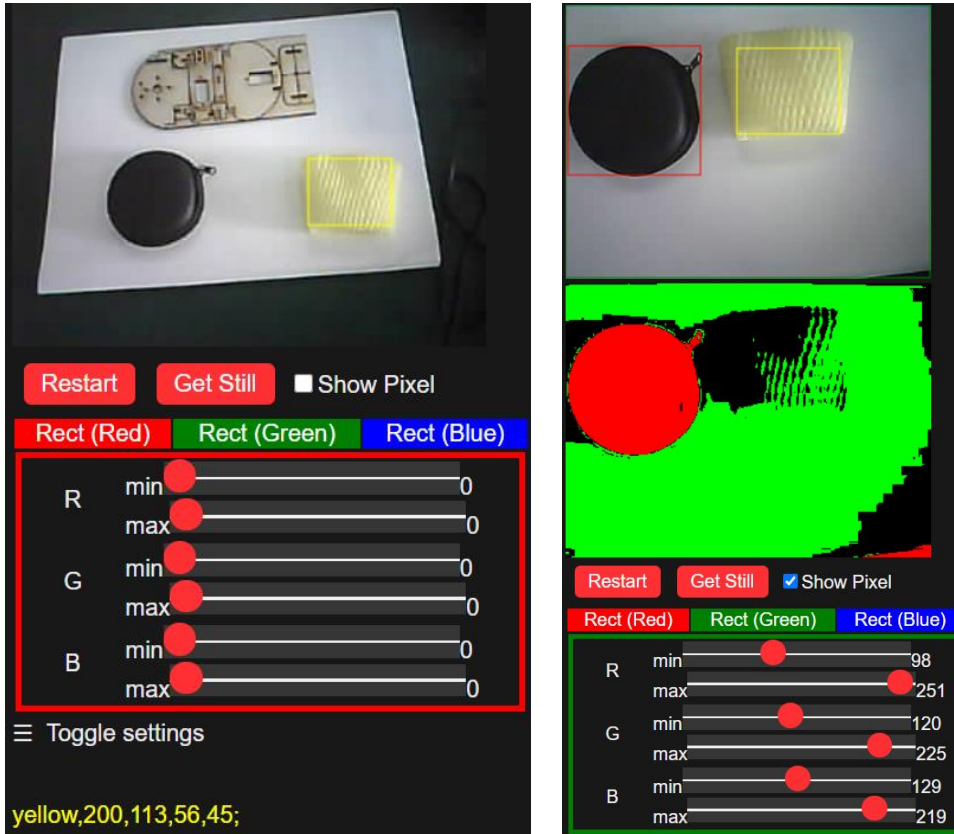 Restart Get Still Show Pixel
Rect (Red) Rect (Green) Rect (Blue)
R min 0
max 0
G min 0
max 0
B min 0
max 0
☰ Toggle settings
yellow,200,113,56,45;
Restart Get Still Show Pixel
Rect (Red) Rect (Green) Rect (Blue)
R min 98
max 251
G min 120
max 225
B min 129
max 219